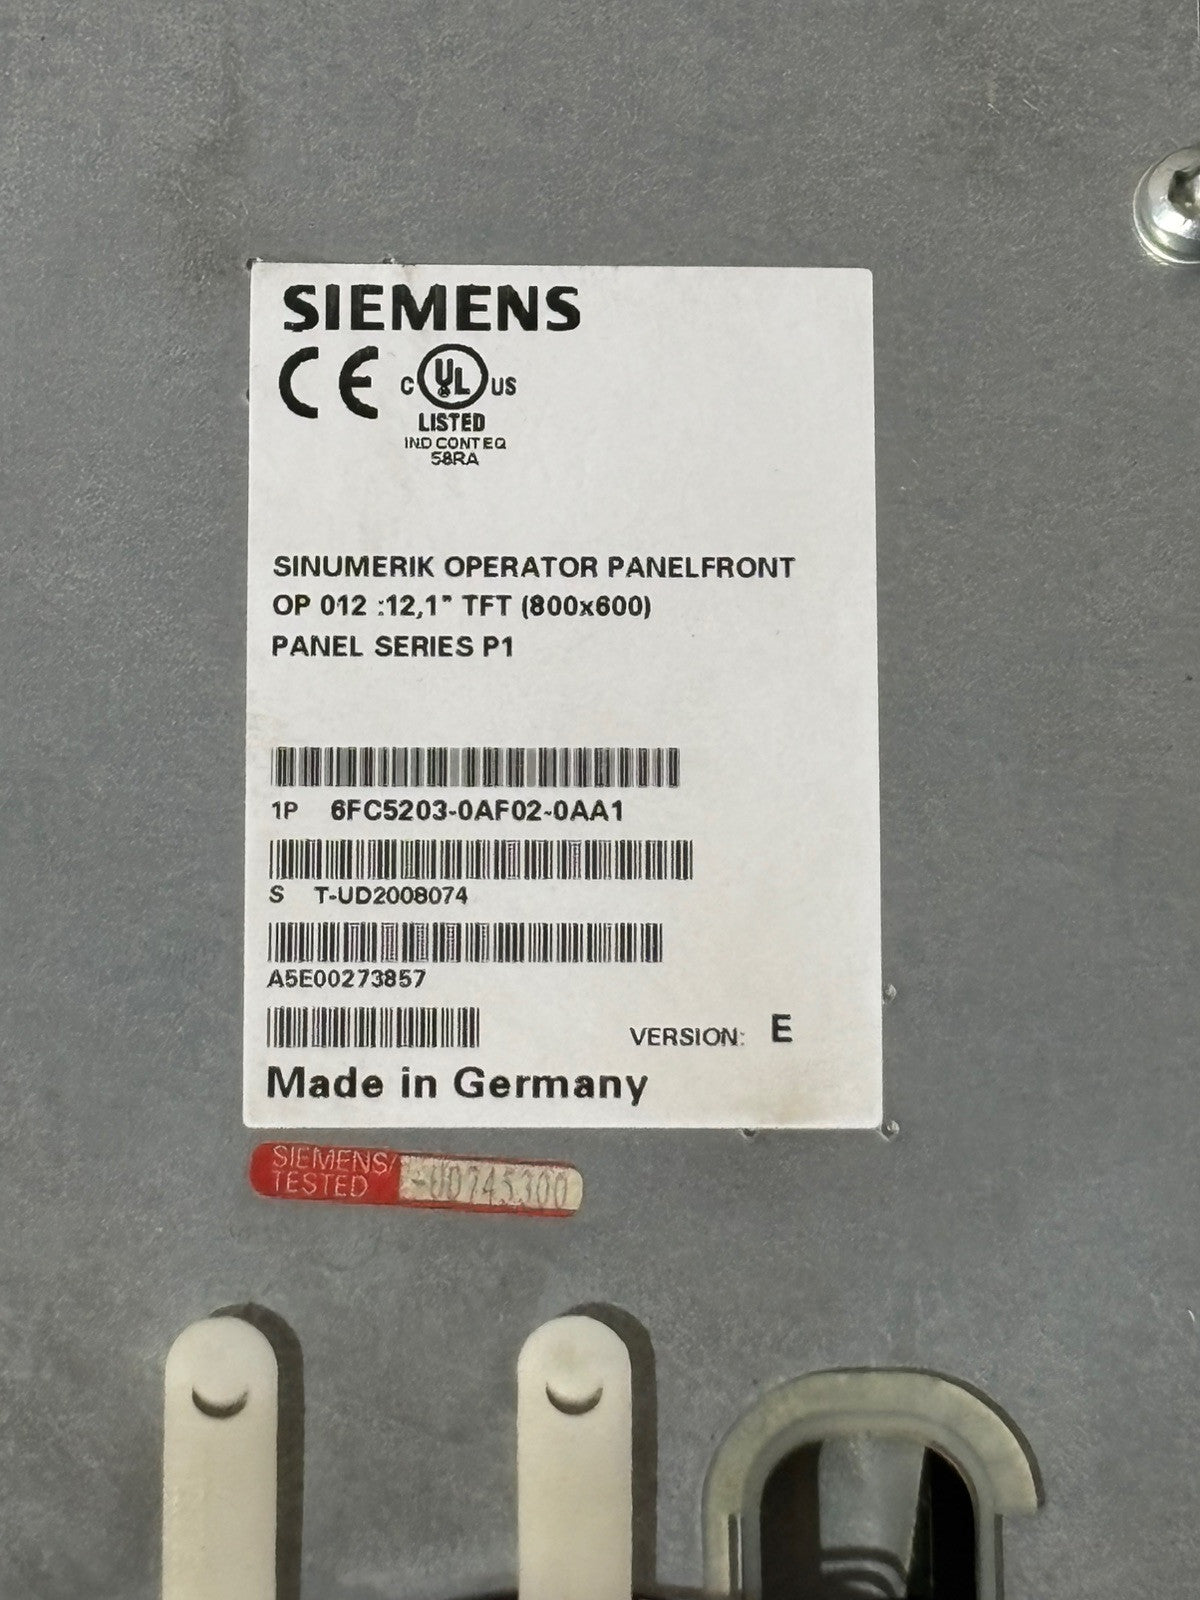 SIEMENS
CE C UL US
LISTED
IND CONT EQ
58RA
SINUMERIK OPERATOR PANELFRONT
OP 012 :12,1" TFT (800x600)
PANEL SERIES P1
1P 6FC5203-0AF02-0AA1
S T-UD2008074
A5E00273857
VERSION: E
Made in Germany
SIEMENS/
TESTED